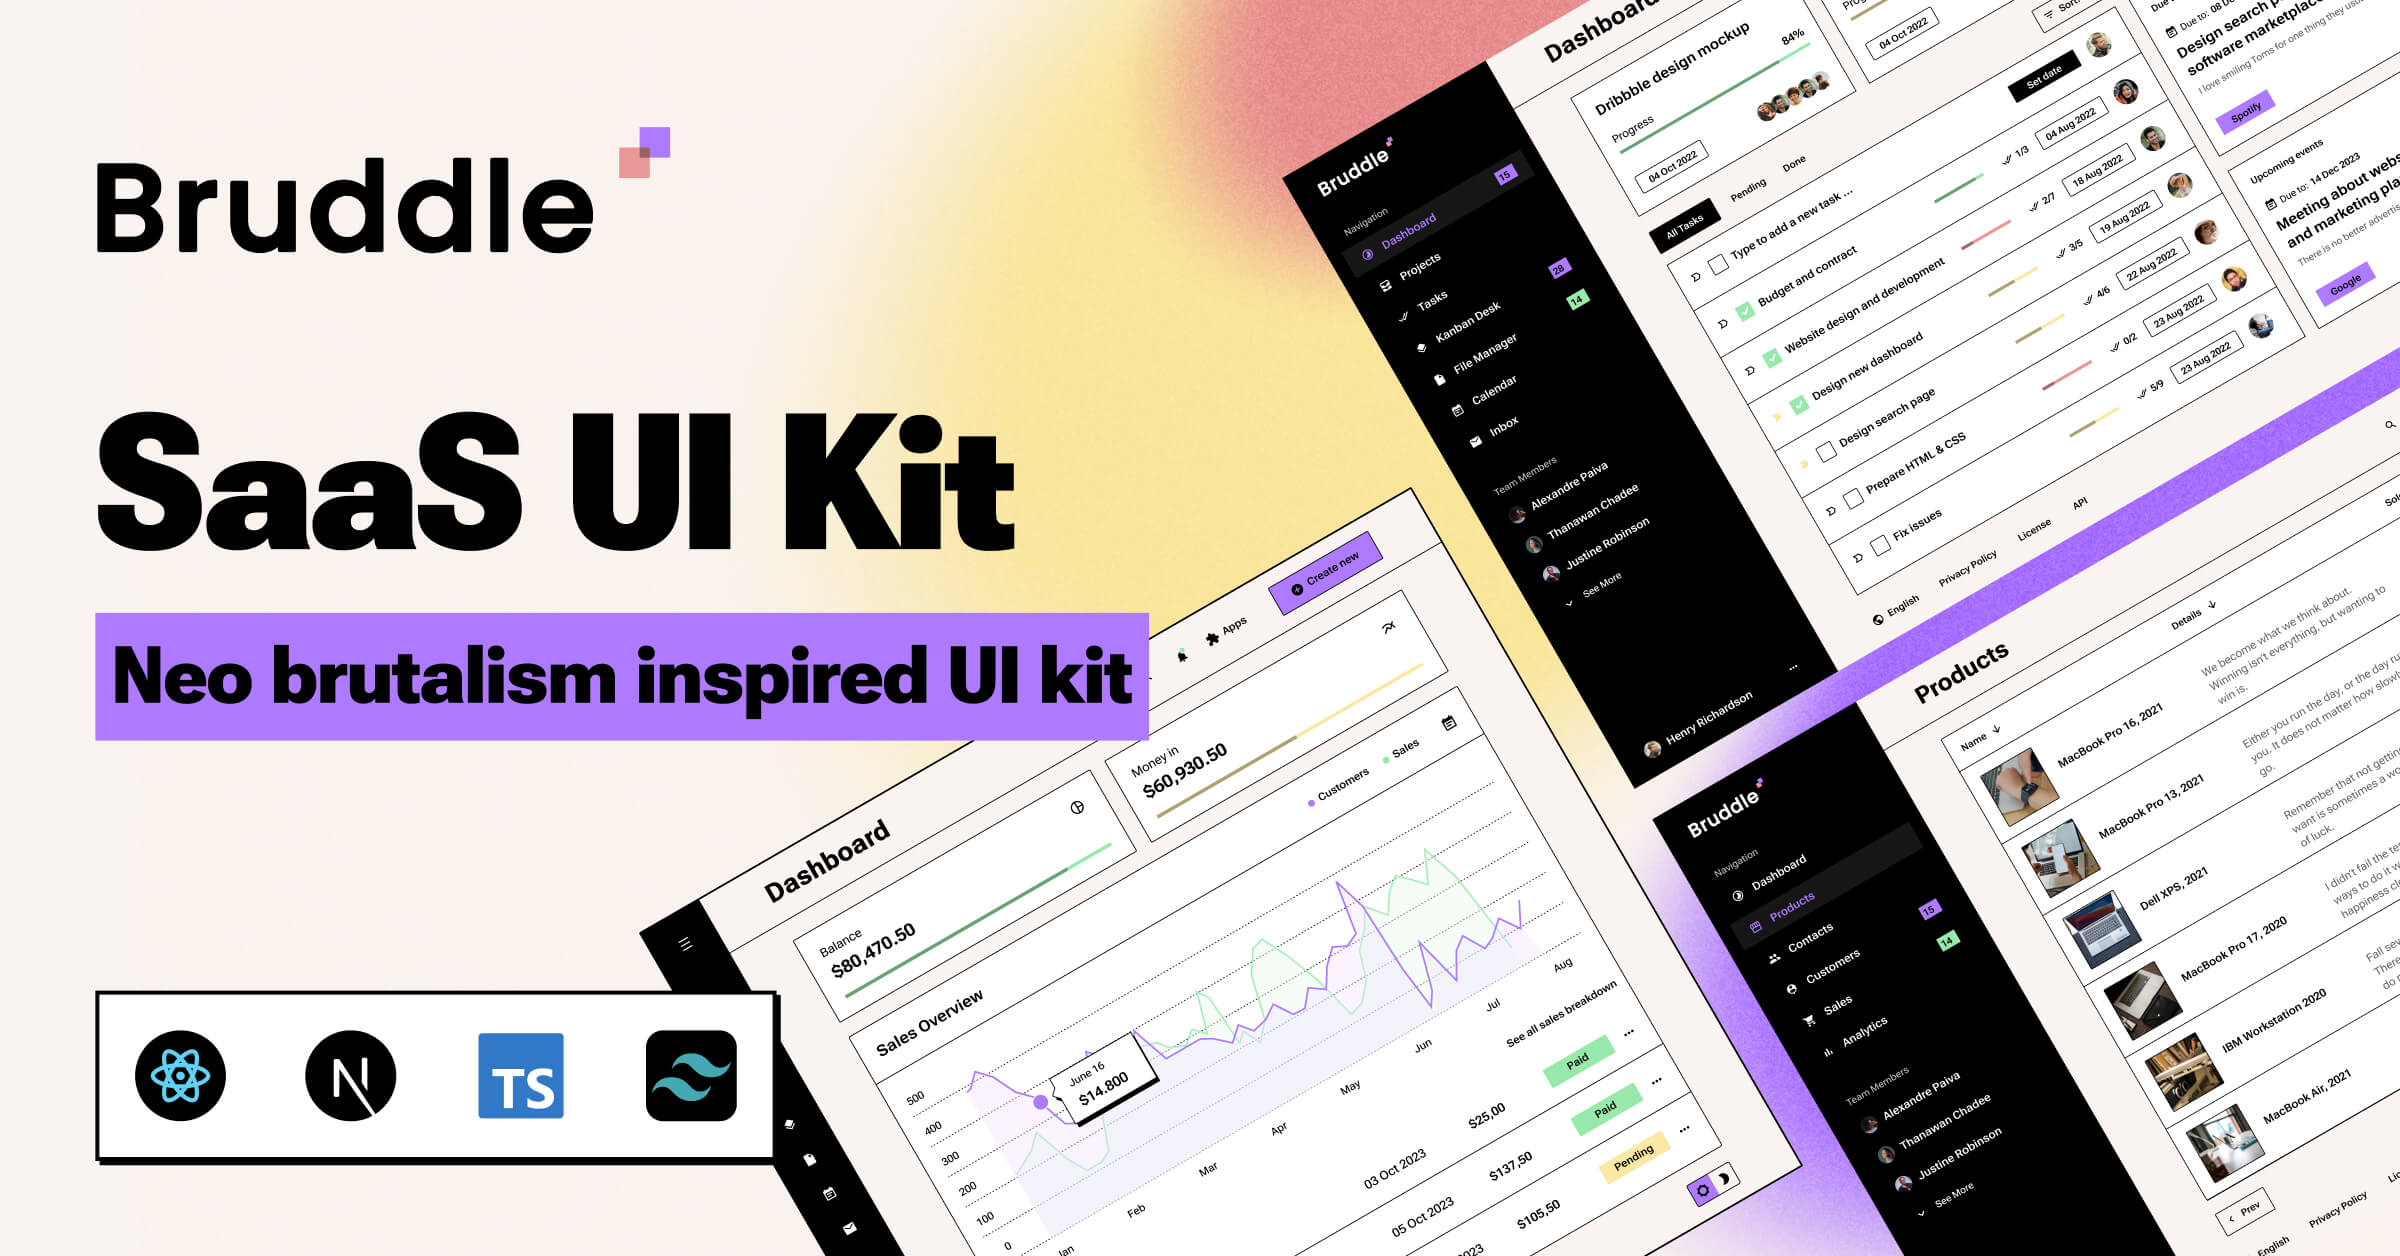 Bruddle
SaaS UI Kit
Neo brutalism inspired UI kit
TS
Dashboard
Dribbble design mockup
84%
Progress
04 Oct 2022
04 Oct 2022
Bruddle
Navigation
Dashboard
15
Projects
Tasks
28
Kanban Desk
14
File Manager
Calendar
Inbox
Team Members
Alexandre Paiva
Thanawan Chadee
Justine Robinson
See More
Henry Richardson
All Tasks
Pending
Done
Set date
Type to add a new task ...
Budget and contract
1/3
04 Aug 2022
Website design and development
2/7
18 Aug 2022
Design new dashboard
3/5
19 Aug 2022
Design search page
4/6
22 Aug 2022
Prepare HTML & CSS
0/2
23 Aug 2022
Fix issues
5/9
23 Aug 2022
English
Privacy Policy
License
API
Due to: 08
Design search
software marketplace
I love smiling Toms for one thing they
Spotify
Upcoming events
Due to: 14 Dec 2023
Meeting about
and marketing
There is no better
Google
Apps
Create new
Dashboard
Balance
$80,470.50
Money in
$60,930.50
Sales Overview
Customers
Sales
500
400
300
200
100
0
June 16
$14.800
Feb
Mar
Apr
May
Jun
Jul
Aug
See all sales breakdown
03 Oct 2023
$25,00
Paid
05 Oct 2023
$137,50
Paid
2023
$105,50
Pending
Bruddle
Navigation
Dashboard
Products
Contacts
15
Customers
14
Sales
Analytics
Team Members
Alexandre Paiva
Thanawan Chadee
Justine Robinson
See More
Products
Name
Details
MacBook Pro 16, 2021
We become what we think about.
Winning isn't everything, but wanting to
win is.
MacBook Pro 13, 2021
Either you run the day, or the day
you. It does not matter how slowly
go.
Dell XPS, 2021
Remember that not getting
want is sometimes a
of luck.
MacBook Pro 17, 2020
I didn't fail the
ways to do it
happiness
IBM Workstation 2020
Fall
There
do
MacBook Air, 2021
Prev
English
Privacy Policy